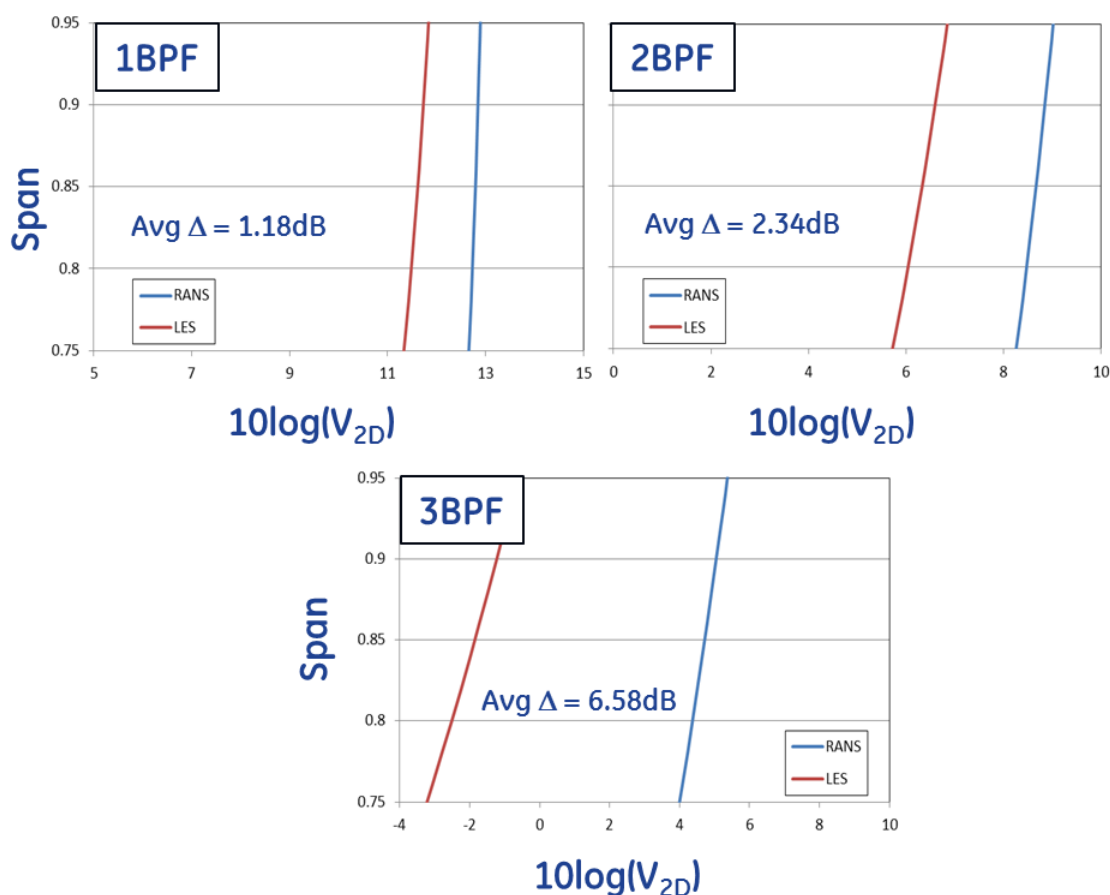 1BPF
0.95
0.9
0.85
0.8
0.75
Span
Avg Δ = 1.18dB
RANS
LES
5 7 9 11 13 15
10log(V2D)
2BPF
Avg Δ = 2.34dB
RANS
LES
0 2 4 6 8 10
10log(V2D)
3BPF
0.95
0.9
0.85
0.8
0.75
Span
Avg Δ = 6.58dB
RANS
LES
-4 -2 0 2 4 6 8 10
10log(V2D)